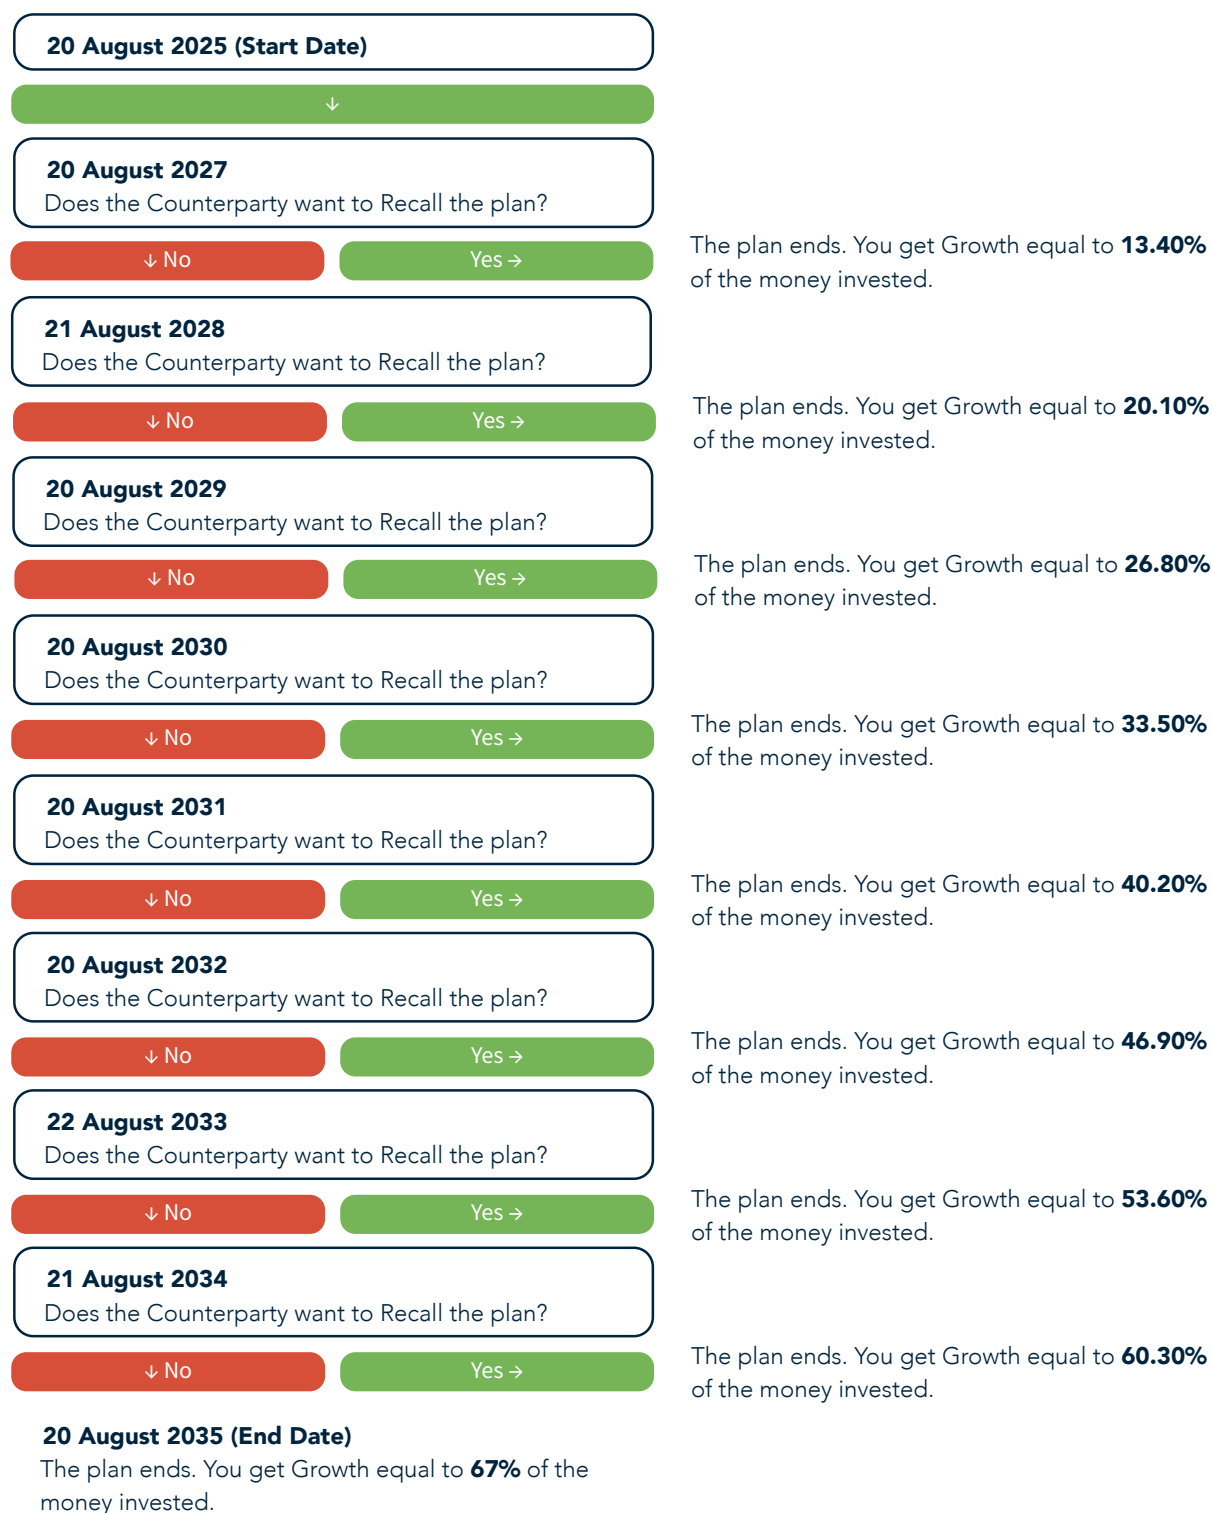 20 August 2025 (Start Date)
↓
20 August 2027
Does the Counterparty want to Recall the plan?
↓ No
Yes →
The plan ends. You get Growth equal to 13.40%
of the money invested.
21 August 2028
Does the Counterparty want to Recall the plan?
↓ No
Yes →
The plan ends. You get Growth equal to 20.10%
of the money invested.
20 August 2029
Does the Counterparty want to Recall the plan?
↓ No
Yes →
The plan ends. You get Growth equal to 26.80%
of the money invested.
20 August 2030
Does the Counterparty want to Recall the plan?
↓ No
Yes →
The plan ends. You get Growth equal to 33.50%
of the money invested.
20 August 2031
Does the Counterparty want to Recall the plan?
↓ No
Yes →
The plan ends. You get Growth equal to 40.20%
of the money invested.
20 August 2032
Does the Counterparty want to Recall the plan?
↓ No
Yes →
The plan ends. You get Growth equal to 46.90%
of the money invested.
22 August 2033
Does the Counterparty want to Recall the plan?
↓ No
Yes →
The plan ends. You get Growth equal to 53.60%
of the money invested.
21 August 2034
Does the Counterparty want to Recall the plan?
↓ No
Yes →
The plan ends. You get Growth equal to 60.30%
of the money invested.
20 August 2035 (End Date)
The plan ends. You get Growth equal to 67% of the
money invested.